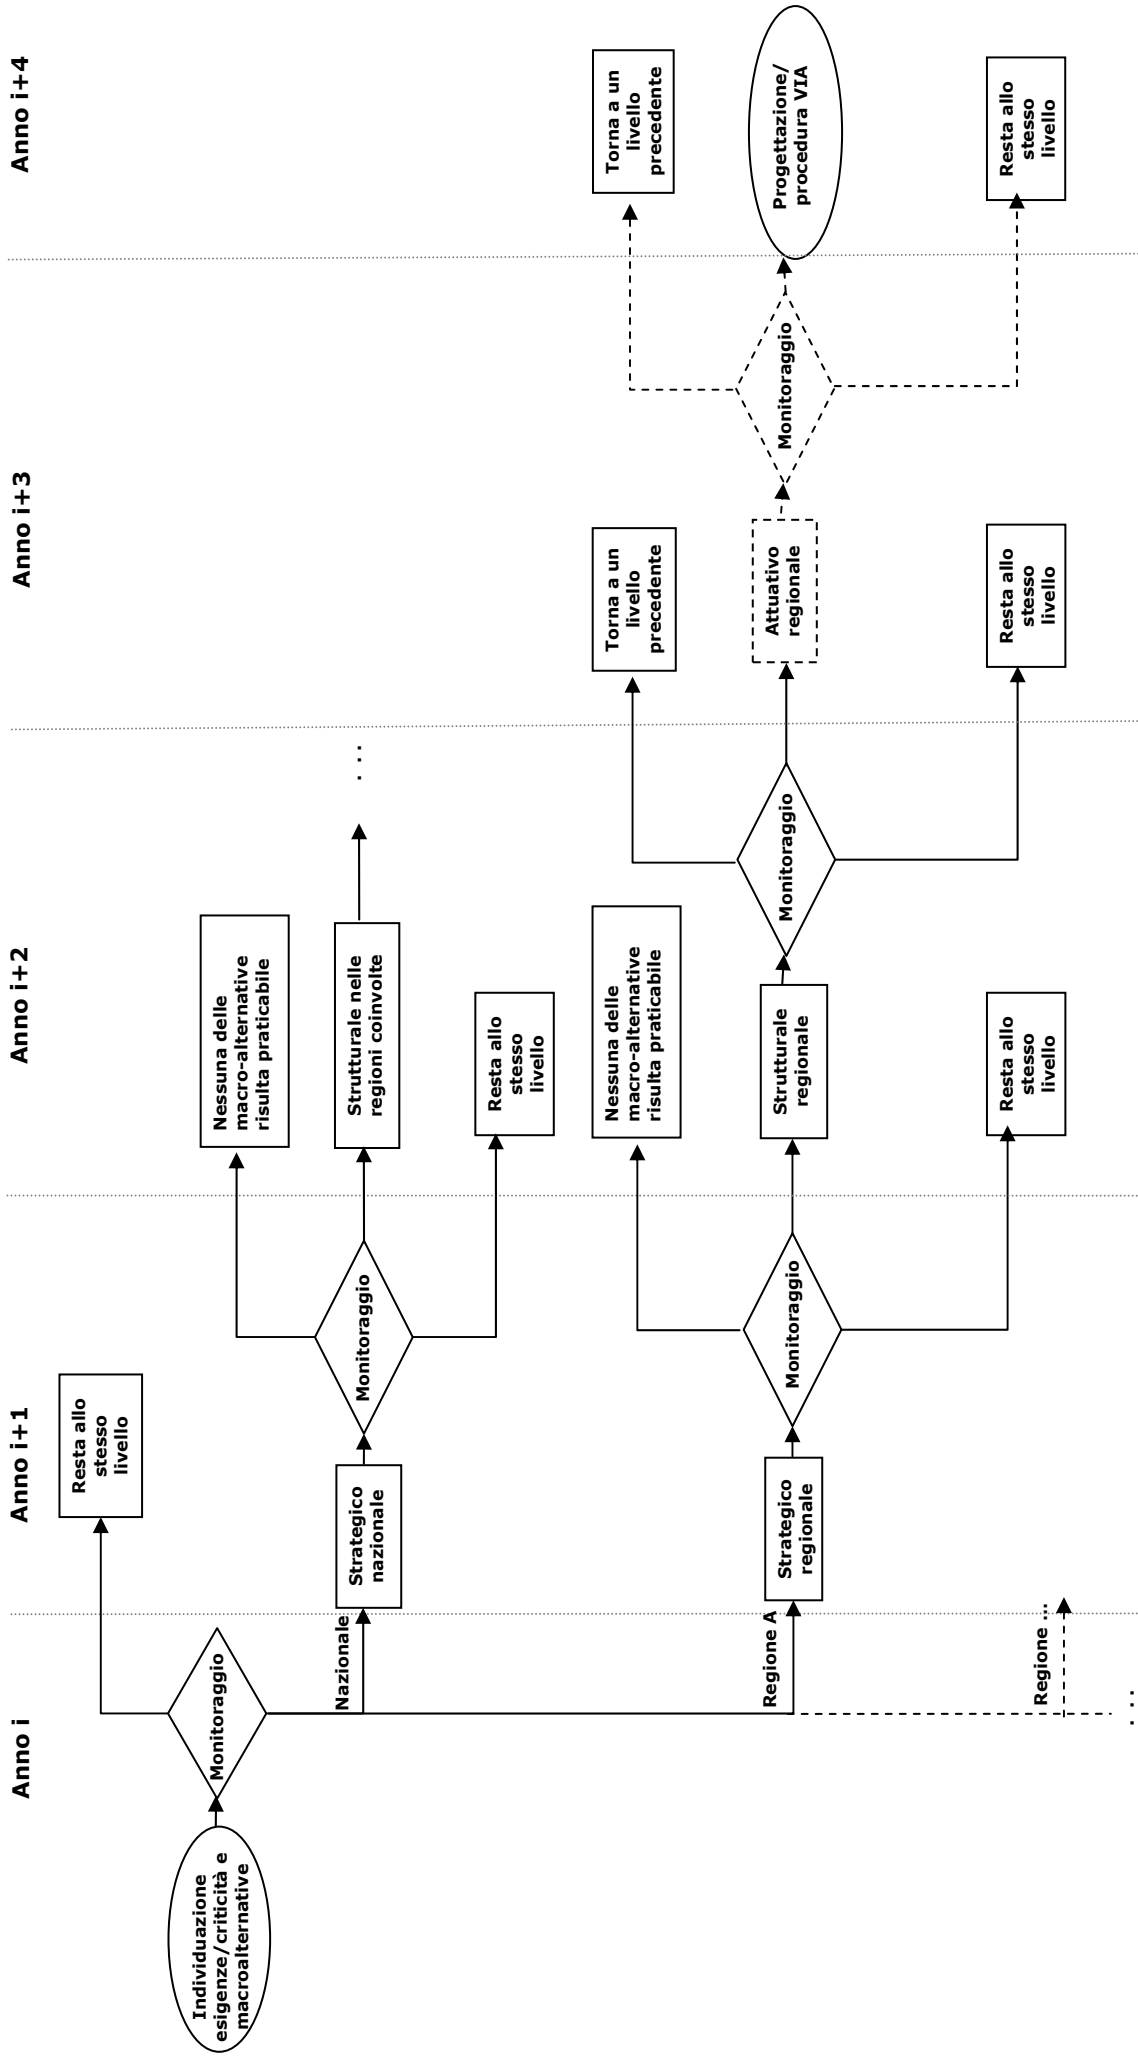 Anno i
Anno i+1
Anno i+2
Anno i+3
Anno i+4
Individuazione
esigenze/criticità e
macroalternative
Monitoraggio
Resta allo
stesso
livello
Nazionale
Strategico
nazionale
Monitoraggio
Nessuna delle
macro-alternative
risulta praticabile
Strutturale nelle
regioni coinvolte
. . .
Resta allo
stesso
livello
Regione A
Strategico
regionale
Monitoraggio
Nessuna delle
macro-alternative
risulta praticabile
Strutturale
regionale
Resta allo
stesso
livello
Monitoraggio
Torna a un
livello
precedente
Attuativo
regionale
Resta allo
stesso
livello
Monitoraggio
Torna a un
livello
precedente
Progettazione/
procedura VIA
Resta allo
stesso
livello
Regione ...
. . .